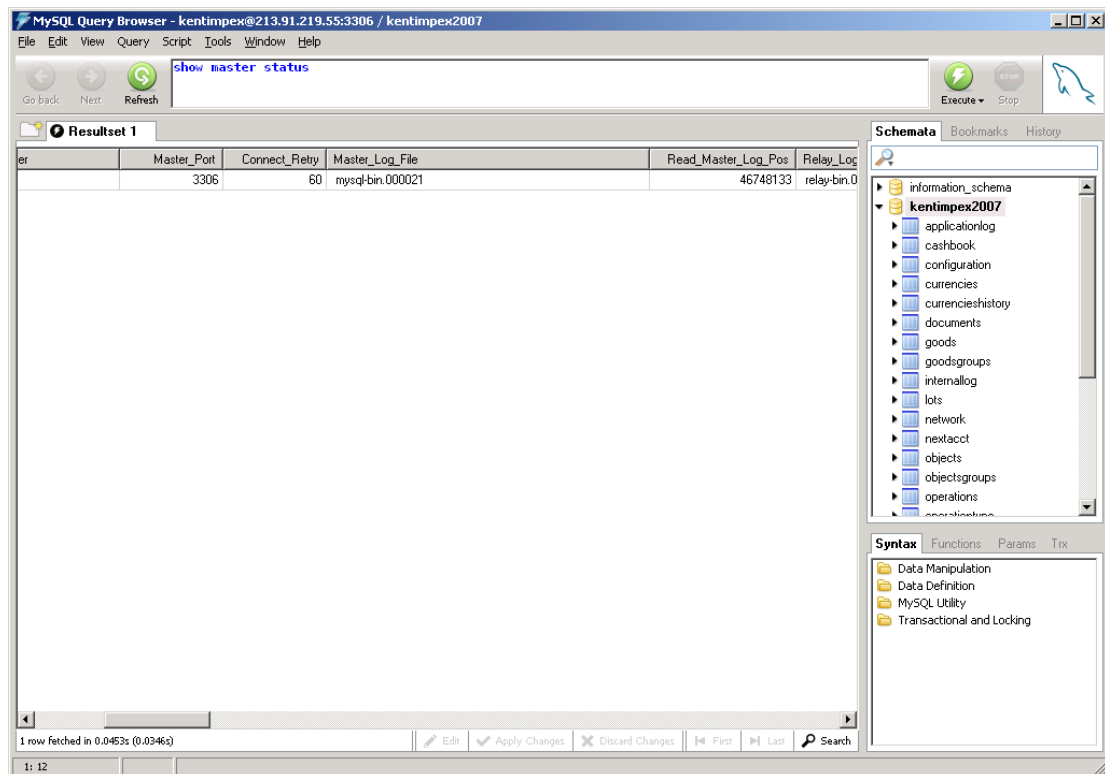 MySQL Query Browser - kentimpex@213.91.219.55:3306 / kentimpex2007
File Edit View Query Script Tools Window Help
show master status
Go back Next Refresh
Execute Stop
STOP
Resultset 1
Schemata Bookmarks History
er Master_Port Connect_Retry Master_Log_File Read_Master_Log_Pos Relay_Log
3306 60 mysql-bin.000021 46748133 relay-bin.0
information_schema
kentimpex2007
applicationlog
cashbook
configuration
currencies
currencieshistory
documents
goods
goodsgroups
internallog
lots
network
nextacct
objects
objectsgroups
operations
operationtype
Syntax Functions Params Trx
Data Manipulation
Data Definition
MySQL Utility
Transactional and Locking
1 row fetched in 0.0453s (0.0346s)
Edit Apply Changes Discard Changes First Last Search
1: 12